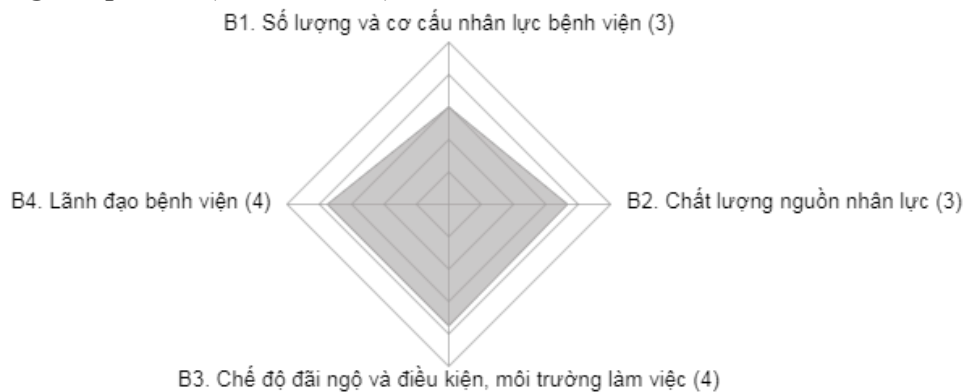 B1. Số lượng và cơ cấu nhân lực bệnh viện (3)
B4. Lãnh đạo bệnh viện (4)
B2. Chất lượng nguồn nhân lực (3)
B3. Chế độ đãi ngộ và điều kiện, môi trường làm việc (4)